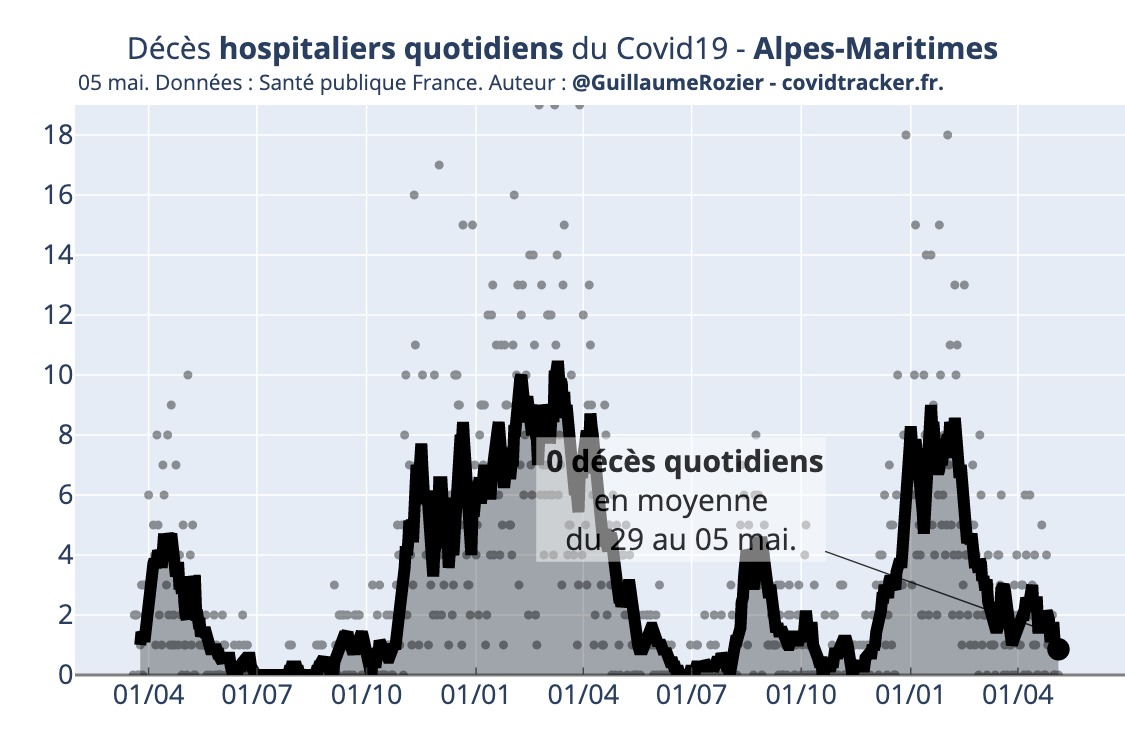 Décès hospitaliers quotidiens du Covid19 - Alpes-Maritimes
05 mai. Données : Santé publique France. Auteur : @GuillaumeRozier - covidtracker.fr.
18
16
14
12
10
8
6
4
2
0
0 décès quotidiens
en moyenne
du 29 au 05 mai.
01/04 01/07 01/10 01/01 01/04 01/07 01/10 01/01 01/04